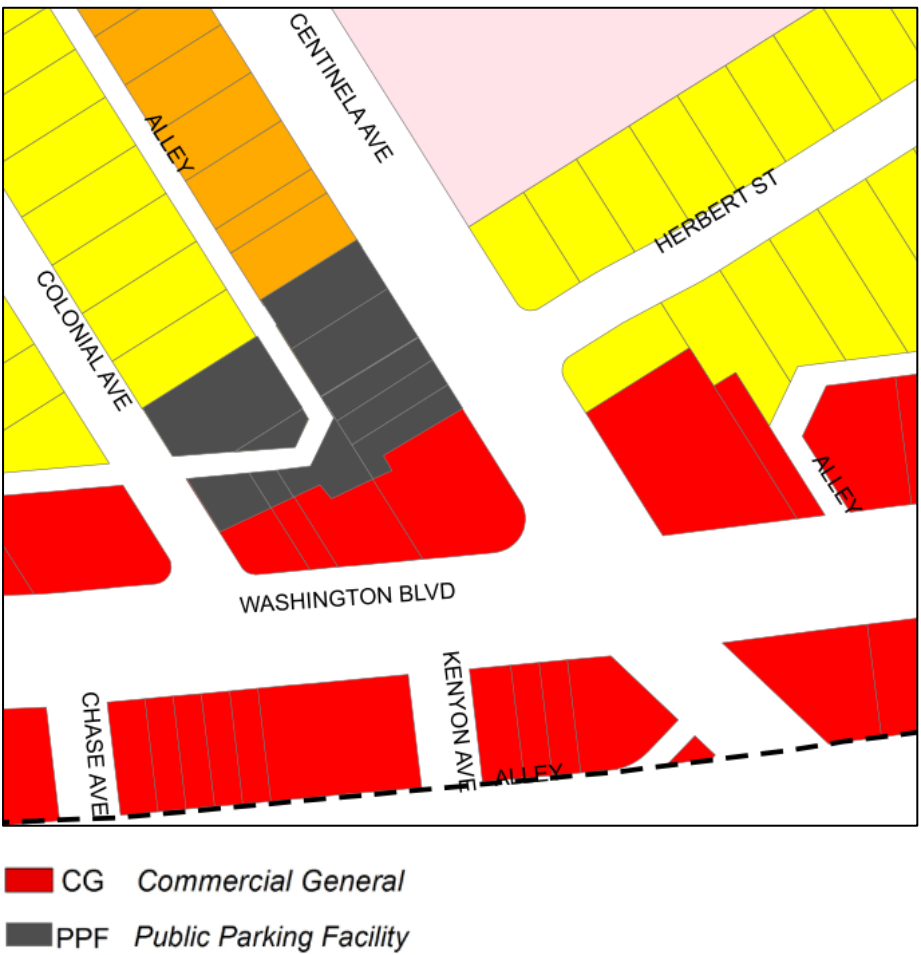 CENTINELA AVE
ALLEY
HERBERT ST
COLONIAL AVE
ALLEY
WASHINGTON BLVD
KENYON AVE
CHASE AVE
ALLEY
CG Commercial General
PPF Public Parking Facility